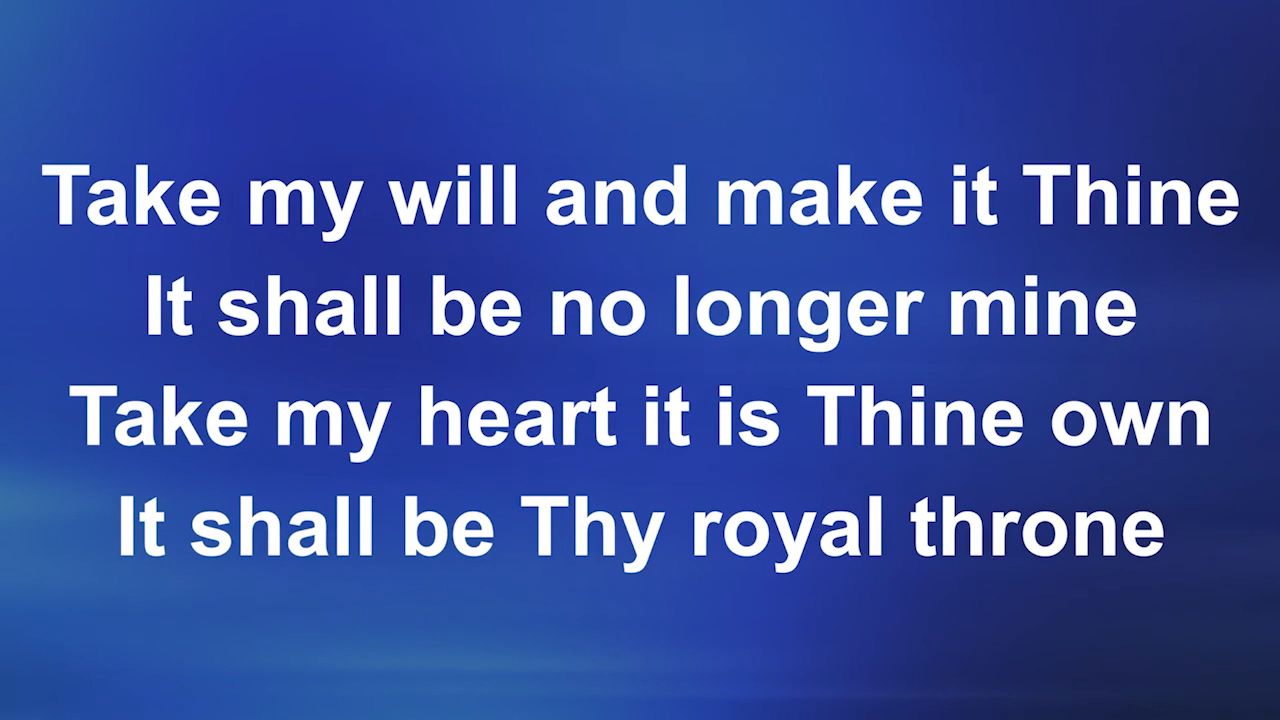 Take my will and make it Thine
It shall be no longer mine
Take my heart it is Thine own
It shall be Thy royal throne